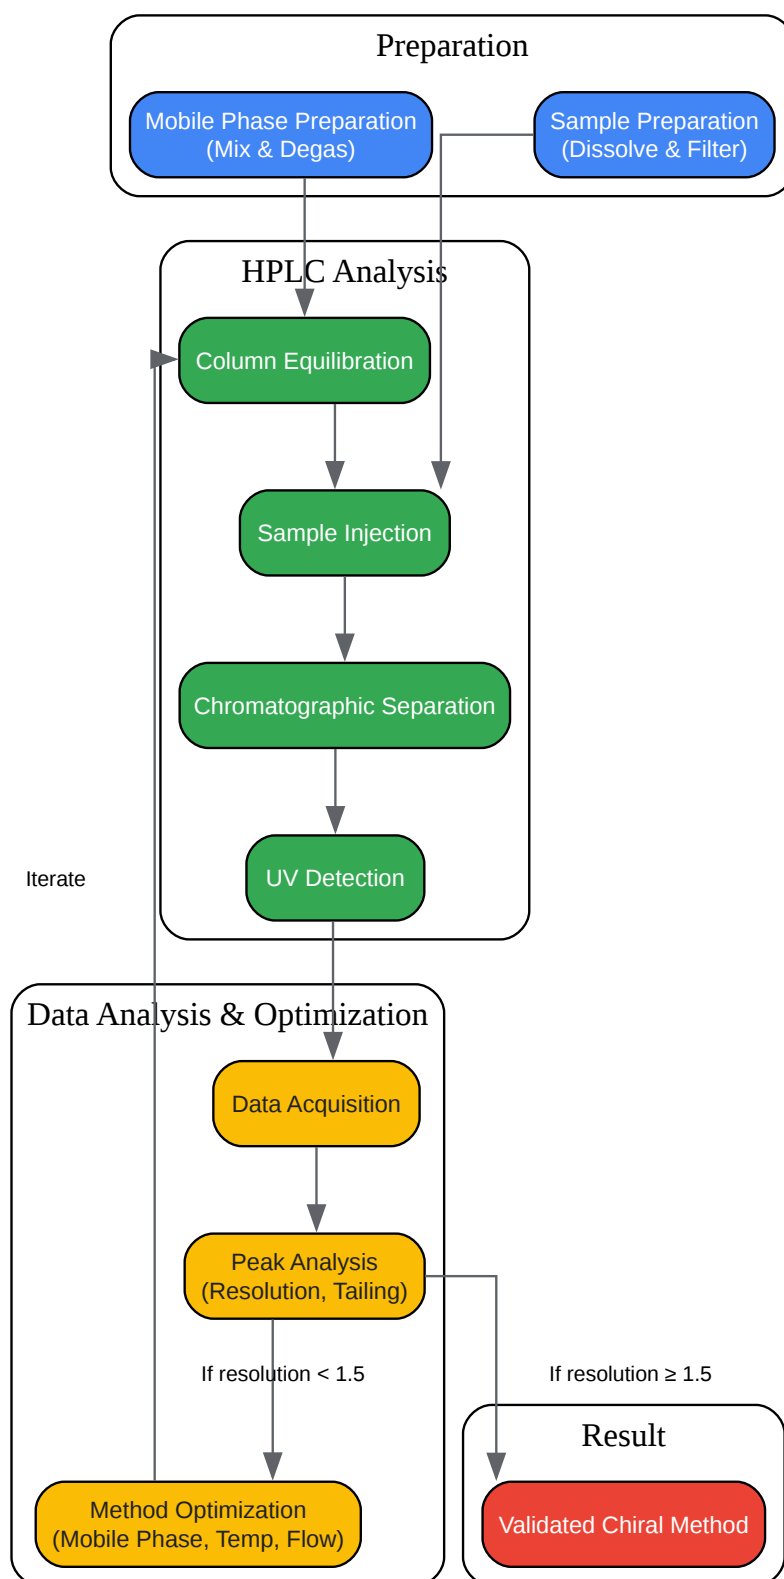 Preparation
Mobile Phase Preparation
(Mix & Degas)
Sample Preparation
(Dissolve & Filter)
HPLC Analysis
Column Equilibration
Sample Injection
Chromatographic Separation
UV Detection
Iterate
Data Analysis & Optimization
Data Acquisition
Peak Analysis
(Resolution, Tailing)
If resolution < 1.5
If resolution ≥ 1.5
Result
Method Optimization
(Mobile Phase, Temp, Flow)
Validated Chiral Method